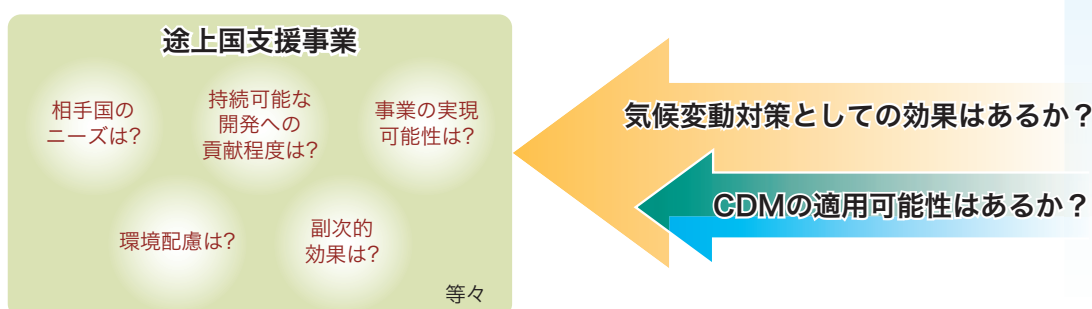 途上国支援事業
相手国の
ニーズは?
持続可能な
開発への
貢献程度は?
事業の実現
可能性は?
環境配慮は?
副次的
効果は?
等々
気候変動対策としての効果はあるか？
CDMの適用可能性はあるか？